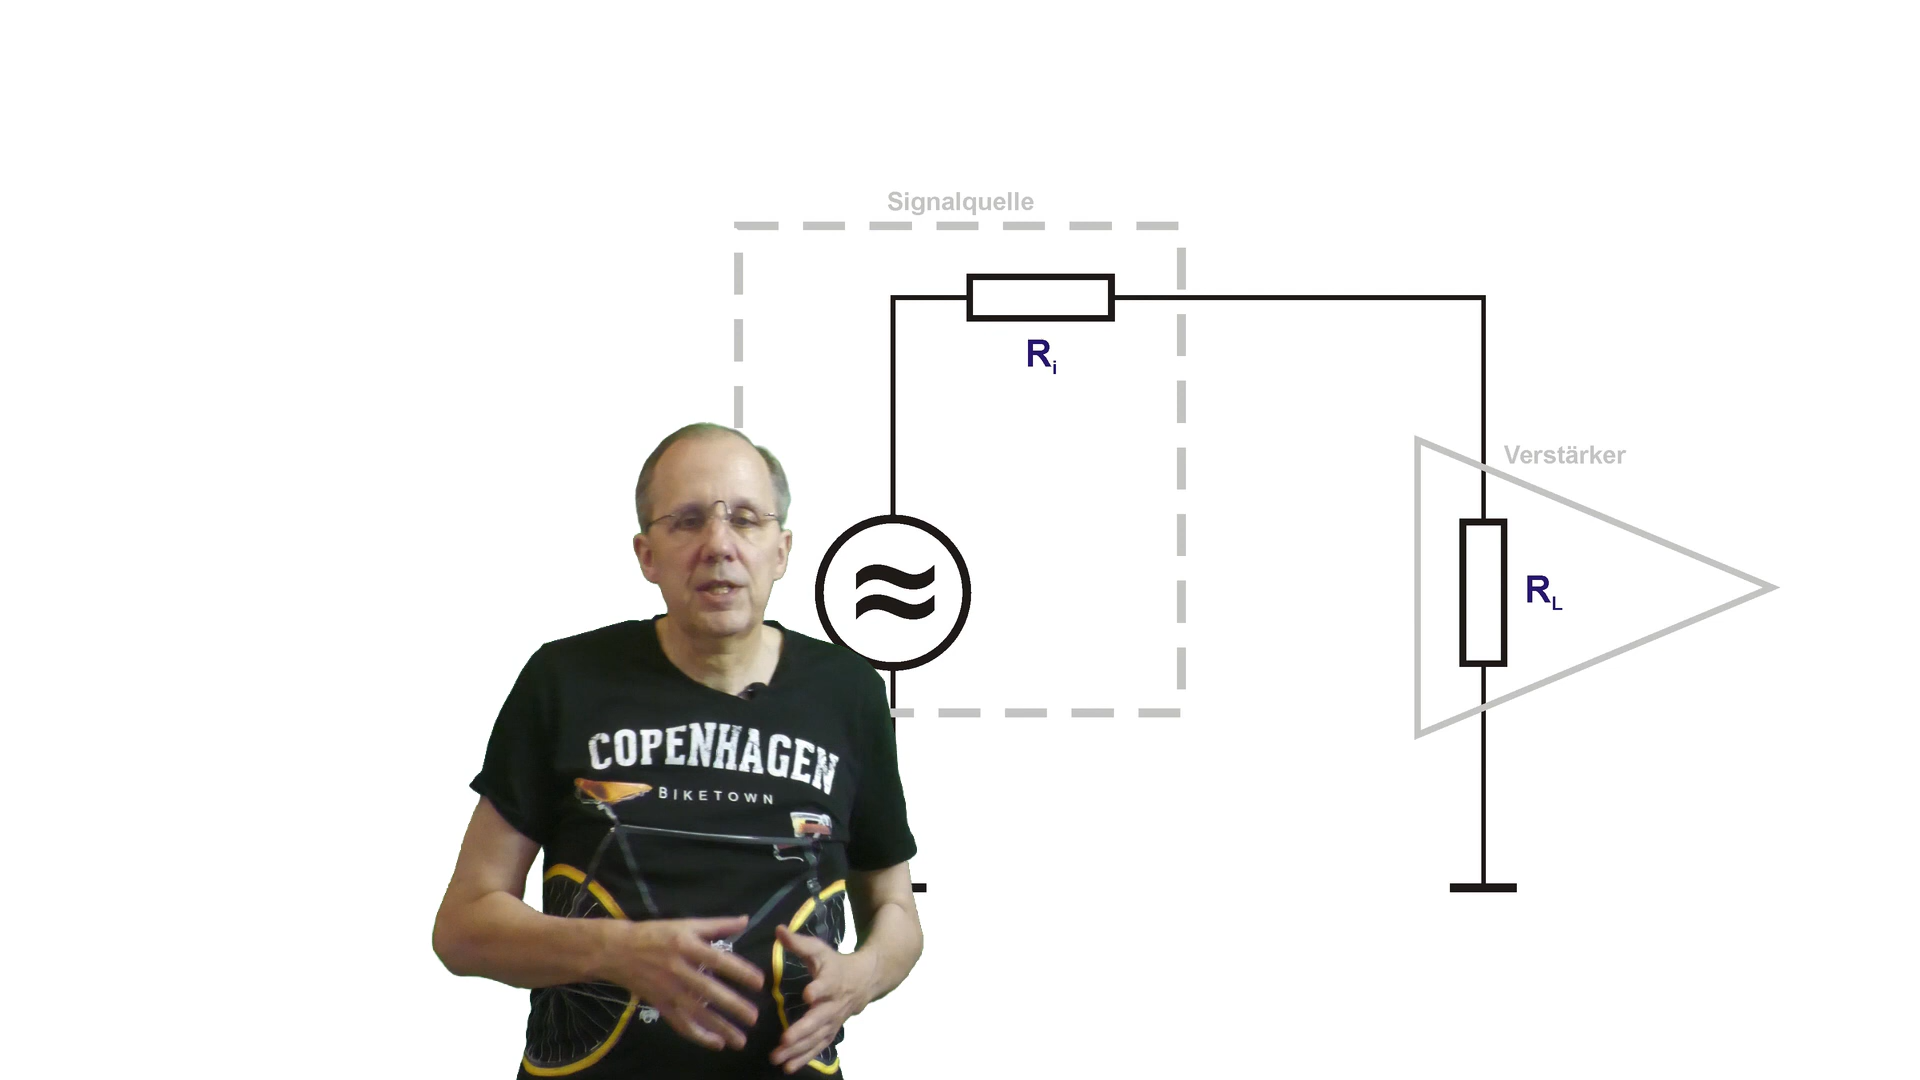 Signalquelle
Ri
Verstärker
RL
COPENHAGEN
BIKETOWN